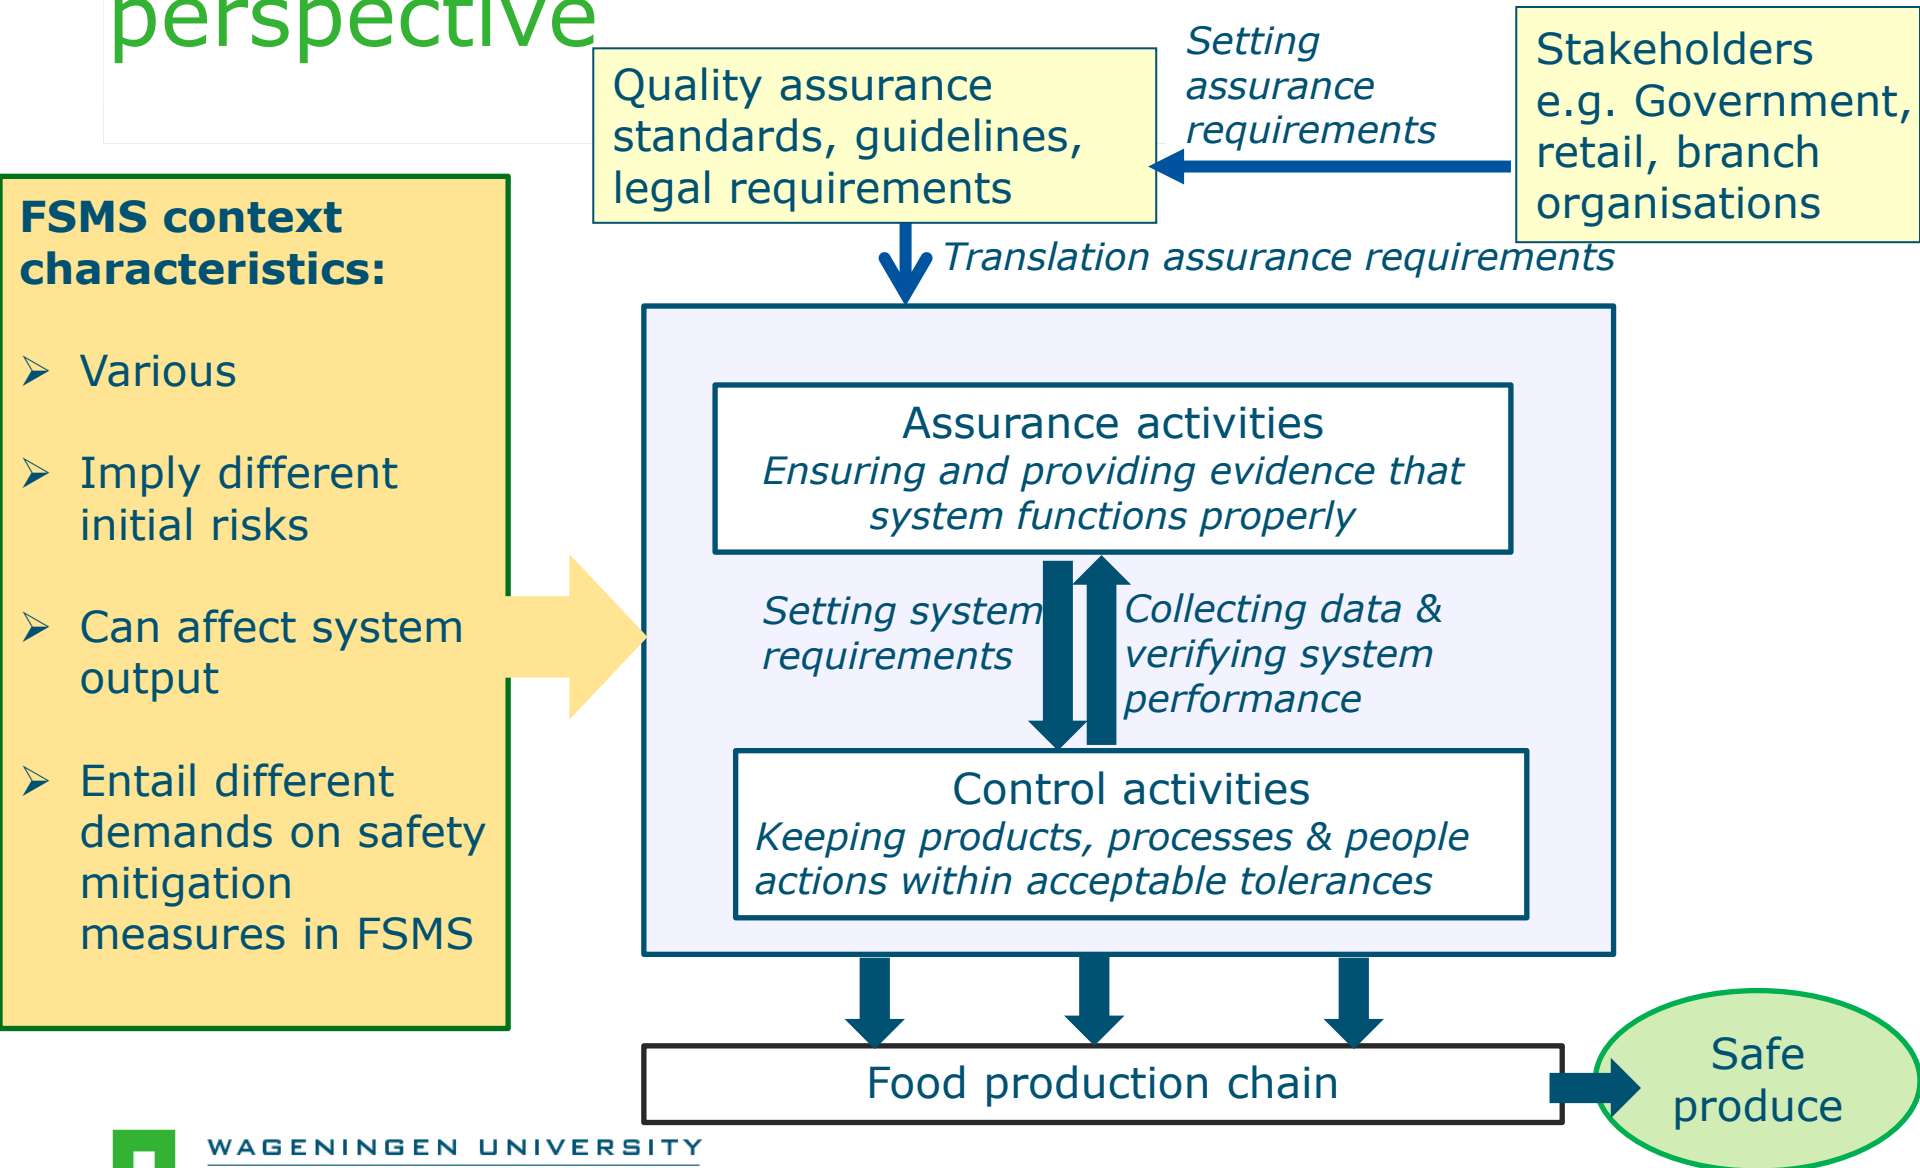 perspective
Quality assurance
standards, guidelines,
legal requirements
Setting
assurance
requirements
Stakeholders
e.g. Government,
retail, branch
organisations
Translation assurance requirements
FSMS context
characteristics:
➢ Various
➢ Imply different
initial risks
➢ Can affect system
output
➢ Entail different
demands on safety
mitigation
measures in FSMS
Assurance activities
Ensuring and providing evidence that
system functions properly
Setting system
requirements
Collecting data &
verifying system
performance
Control activities
Keeping products, processes & people
actions within acceptable tolerances
Food production chain
Safe
produce
WAGENINGEN UNIVERSITY